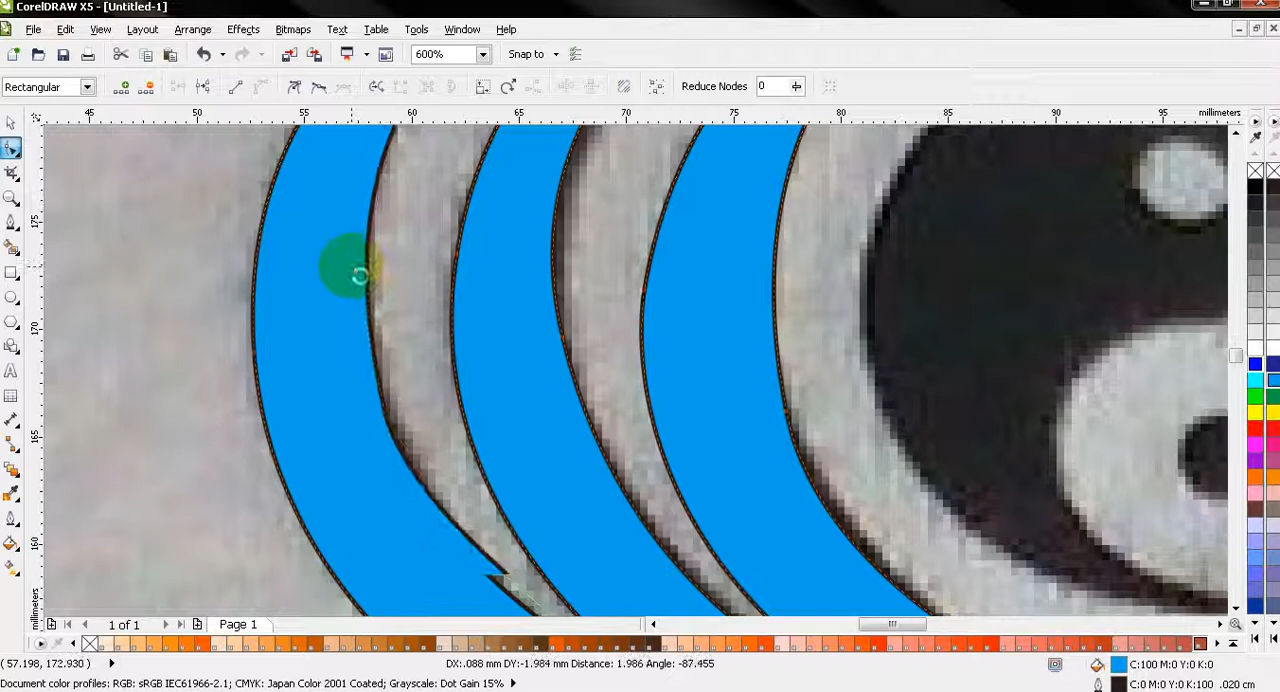 CorelDRAW X5 - [Untitled-1]
File Edit View Layout Arrange Effects Bitmaps Text Table Tools Window Help
600% Snap to
Rectangular Reduce Nodes 0
45 50 55 60 65 70 75 80 85 90 95 millimeters
175
170
165
160
millimeters
1 of 1 Page 1
( 57.198, 172.930 ) DX:.088 mm DY:-1.984 mm Distance: 1.986 Angle: -87.455 C:100 M:0 Y:0 K:0
Document color profiles: RGB: sRGB IEC61966-2.1; CMYK: Japan Color 2001 Coated; Grayscale: Dot Gain 15% C:0 M:0 Y:0 K:100 .020 cm